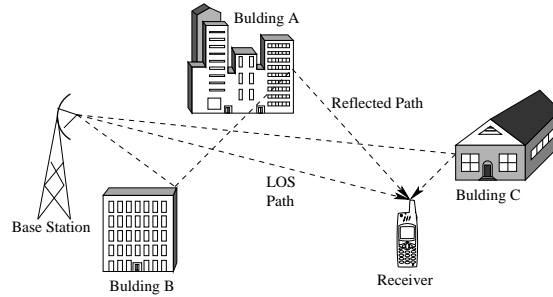 Bulding A
Reflected Path
LOS
Path
Bulding C
Base Station
Bulding B
Receiver